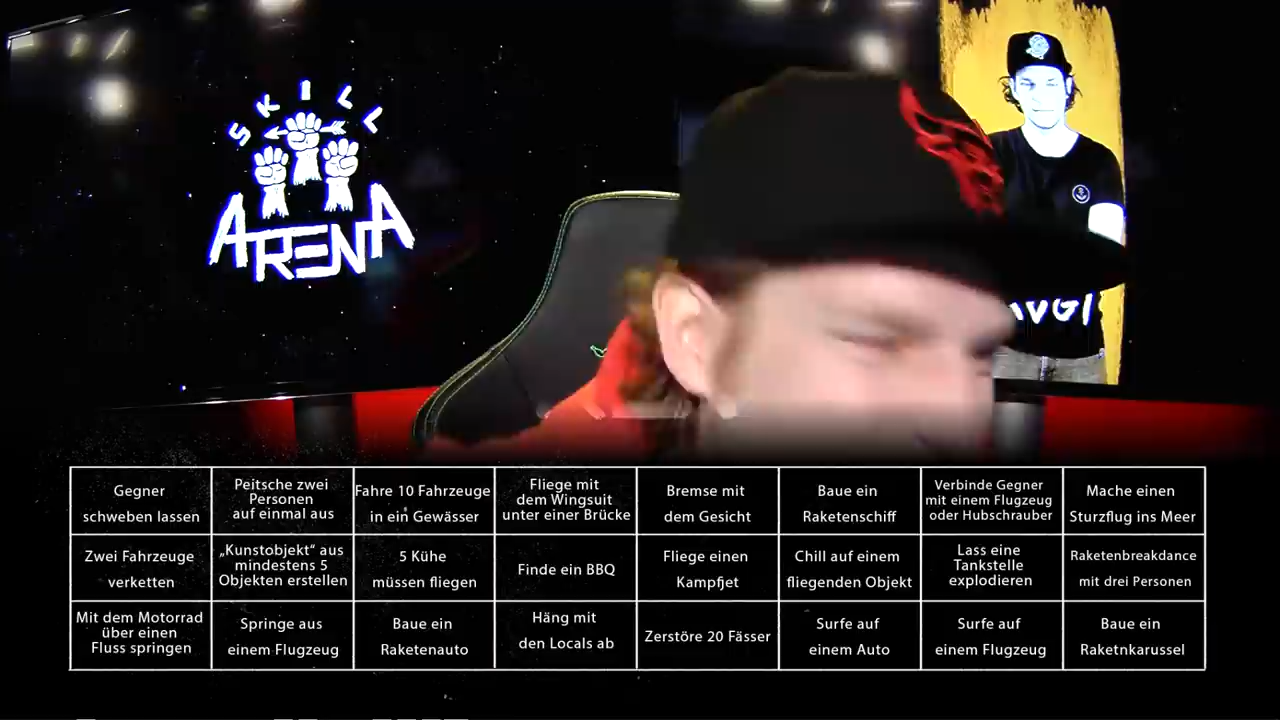 SKILL
ARENA
Gegner
schweben lassen
Peitsche zwei
Personen
auf einmal aus
Fahre 10 Fahrzeuge
in ein Gewässer
Fliege mit
dem Wingsuit
unter einer Brücke
Bremse mit
dem Gesicht
Baue ein
Raketenschiff
Verbinde Gegner
mit einem Flugzeug
oder Hubschrauber
Mache einen
Sturzflug ins Meer
Zwei Fahrzeuge
verketten
„Kunstobjekt“ aus
mindestens 5
Objekten erstellen
5 Kühe
müssen fliegen
Finde ein BBQ
Fliege einen
Kampfjet
Chill auf einem
fliegenden Objekt
Lass eine
Tankstelle
explodieren
Raketenbreakdance
mit drei Personen
Mit dem Motorrad
über einen
Fluss springen
Springe aus
einem Flugzeug
Baue ein
Raketenauto
Häng mit
den Locals ab
Zerstöre 20 Fässer
Surfe auf
einem Auto
Surfe auf
einem Flugzeug
Baue ein
Raketnkarussel